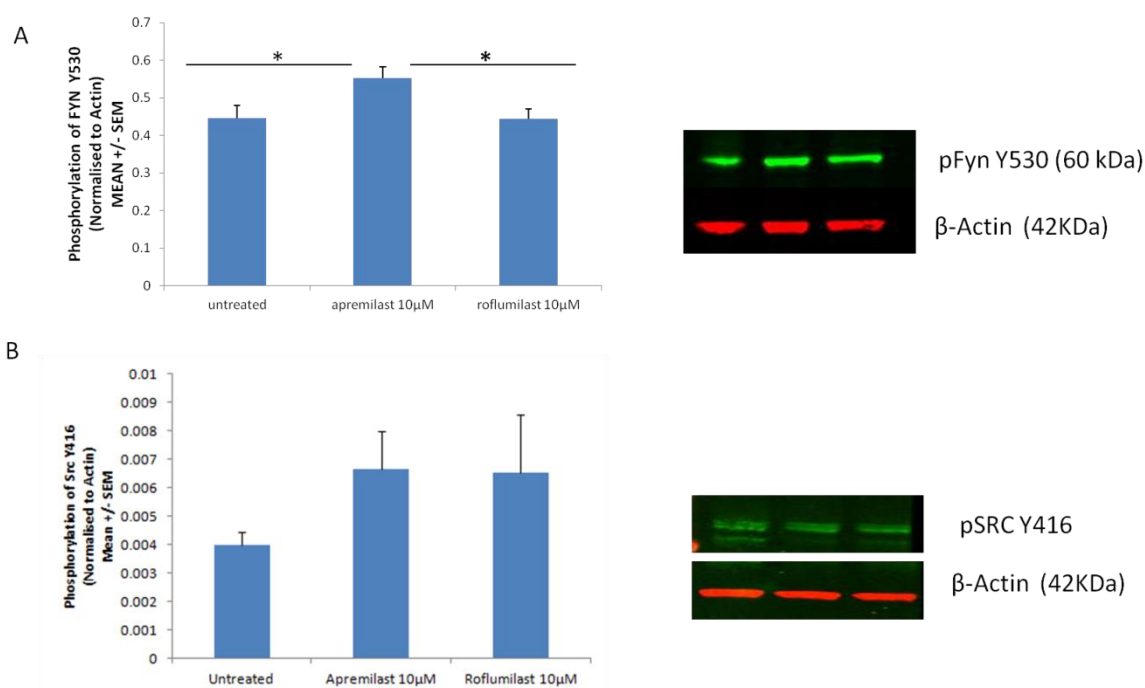 A
Phosphorylation of FYN Y530
(Normalised to Actin)
MEAN +/- SEM
0.7
0.6
0.5
0.4
0.3
0.2
0.1
0
*
*
untreated
apremilast 10µM
roflumilast 10µM
pFyn Y530 (60 kDa)
β-Actin (42KDa)
B
Phosphorylation of Src Y416
(Normalised to Actin)
Mean +/- SEM
0.01
0.009
0.008
0.007
0.006
0.005
0.004
0.003
0.002
0.001
0
Untreated
Apremilast 10µM
Roflumilast 10µM
pSRC Y416
β-Actin (42KDa)